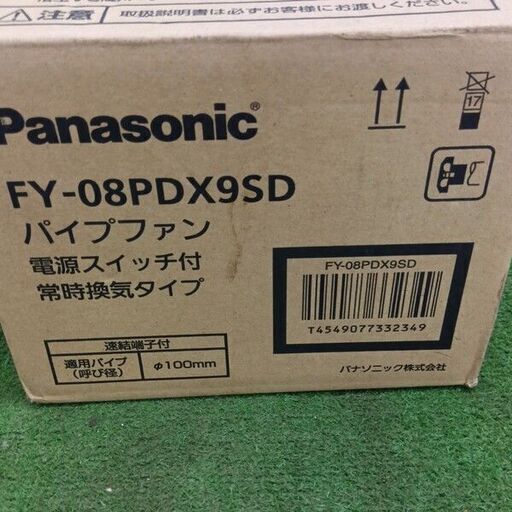 注意
取扱説明書は必ずお客様にお渡しください。
Panasonic®
17
FY-08PDX9SD
パイプファン
電源スイッチ付
常時換気タイプ
FY-08PDX9SD
T4549077332349
速結端子付
適用パイプ
(呼び径)
φ100mm
パナソニック株式会社